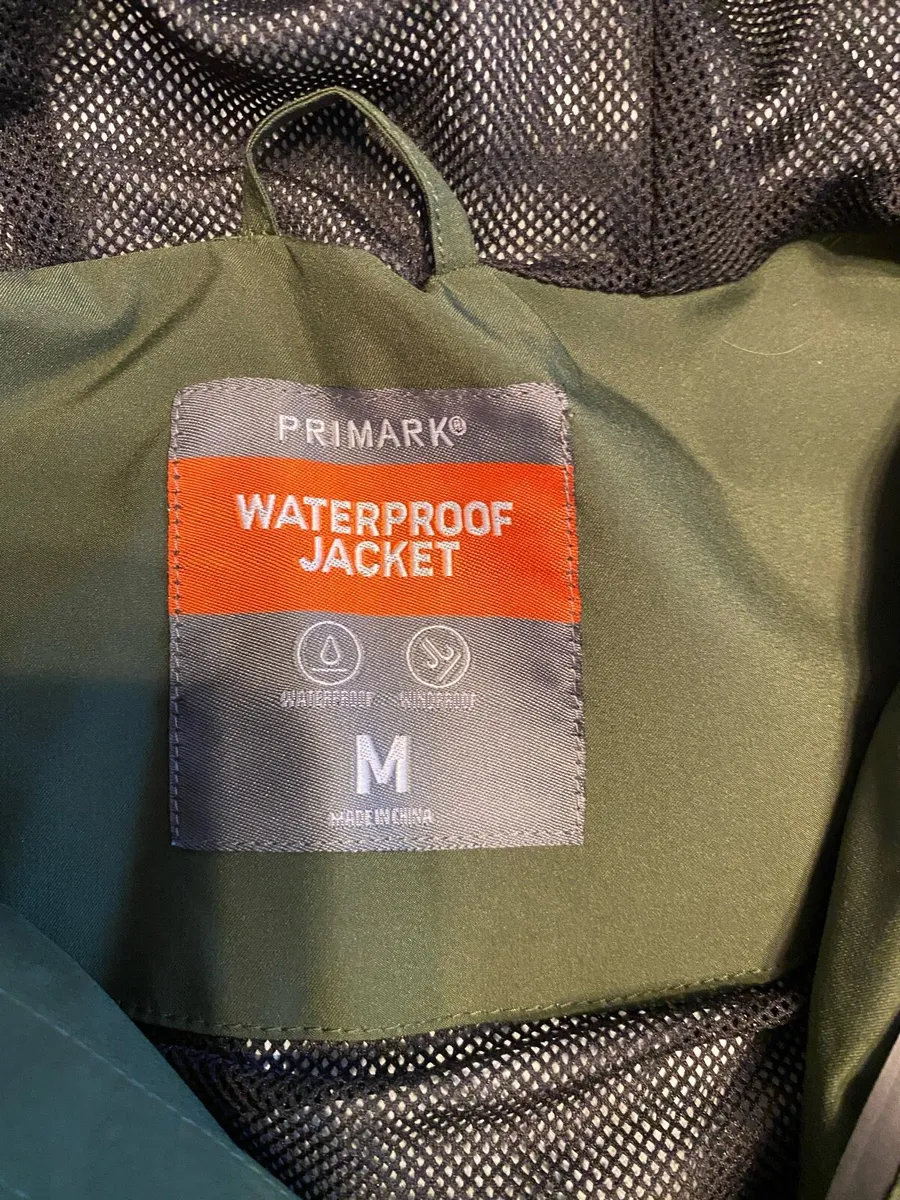 PRIMARK®
WATERPROOF
JACKET
WATERPROOF WINDPROOF
M
MADE IN CHINA